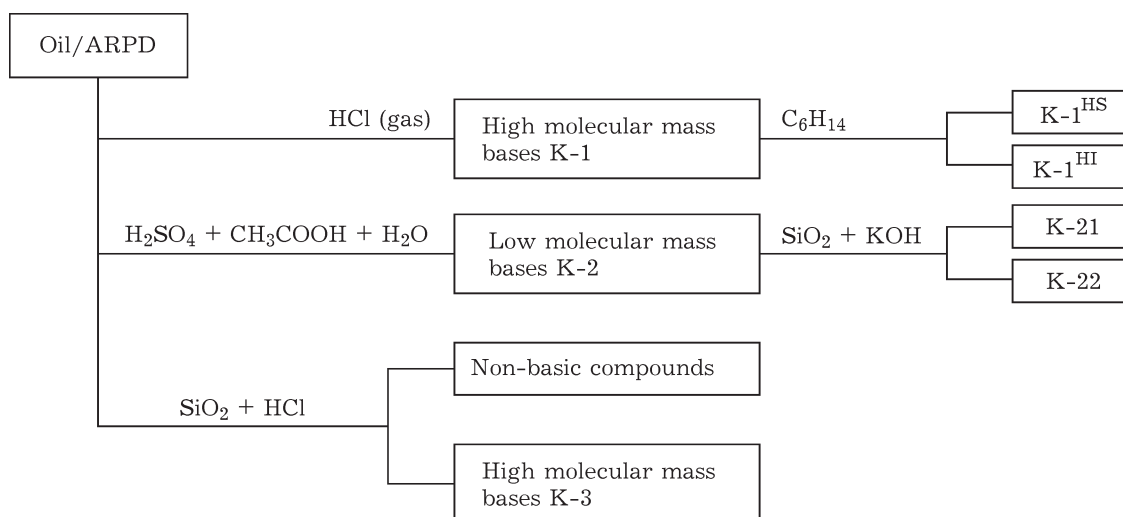 Oil/ARPD
HCl (gas)
High molecular mass
bases K-1
C₆H₁₄
K-1ᴴˢ
K-1ᴴᴵ
H₂SO₄ + CH₃COOH + H₂O
Low molecular mass
bases K-2
SiO₂ + KOH
K-21
K-22
Non-basic compounds
SiO₂ + HCl
High molecular mass
bases K-3